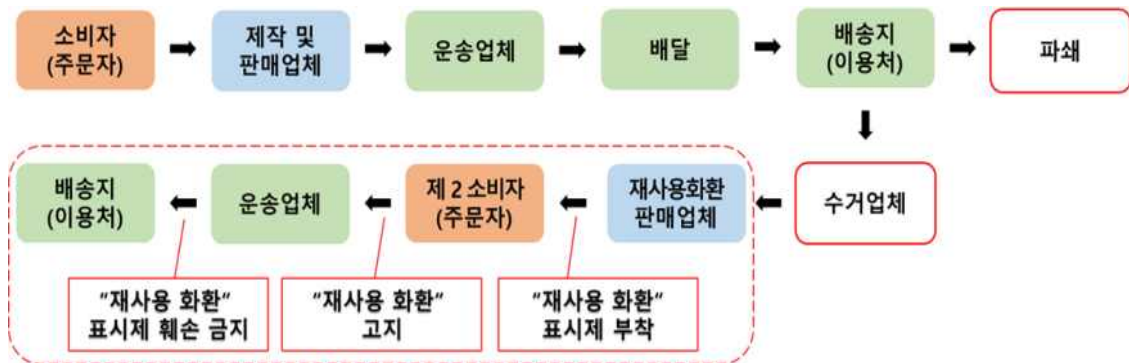 소비자
(주문자)
제작 및
판매업체
운송업체
배달
배송지
(이용처)
파쇄
배송지
(이용처)
운송업체
제 2 소비자
(주문자)
재사용화환
판매업체
수거업체
“재사용 화환“
표시제 훼손 금지
“재사용 화환“
고지
“재사용 화환“
표시제 부착